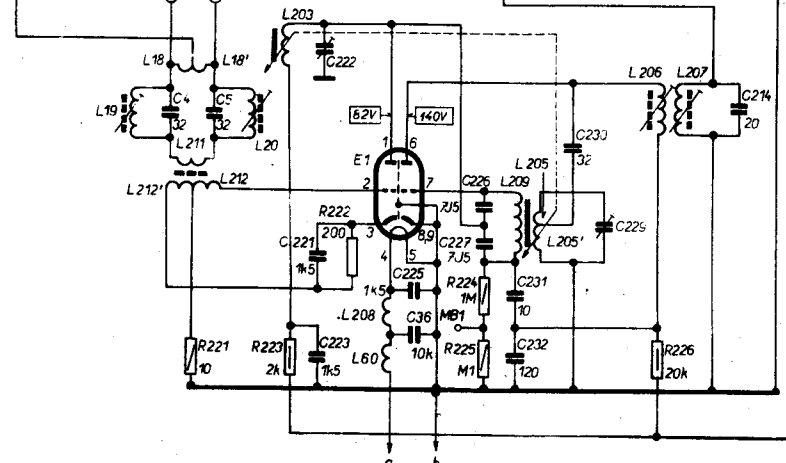 L203
C222
L18
L18'
L19
C4
32
C5
32
L20
L211
L212'
L212
82V
140V
1
6
E1
2
7
3
8,9
4
5
7J5
C226
C227
7J5
L209
L205
L205'
C230
32
C229
L206
L207
C214
20
R222
200
C221
1k5
C225
1k5
L208
C36
10k
L60
R224
1M
MB1
R225
M1
C231
10
C232
120
R221
10
R223
2k
C223
1k5
R226
20k